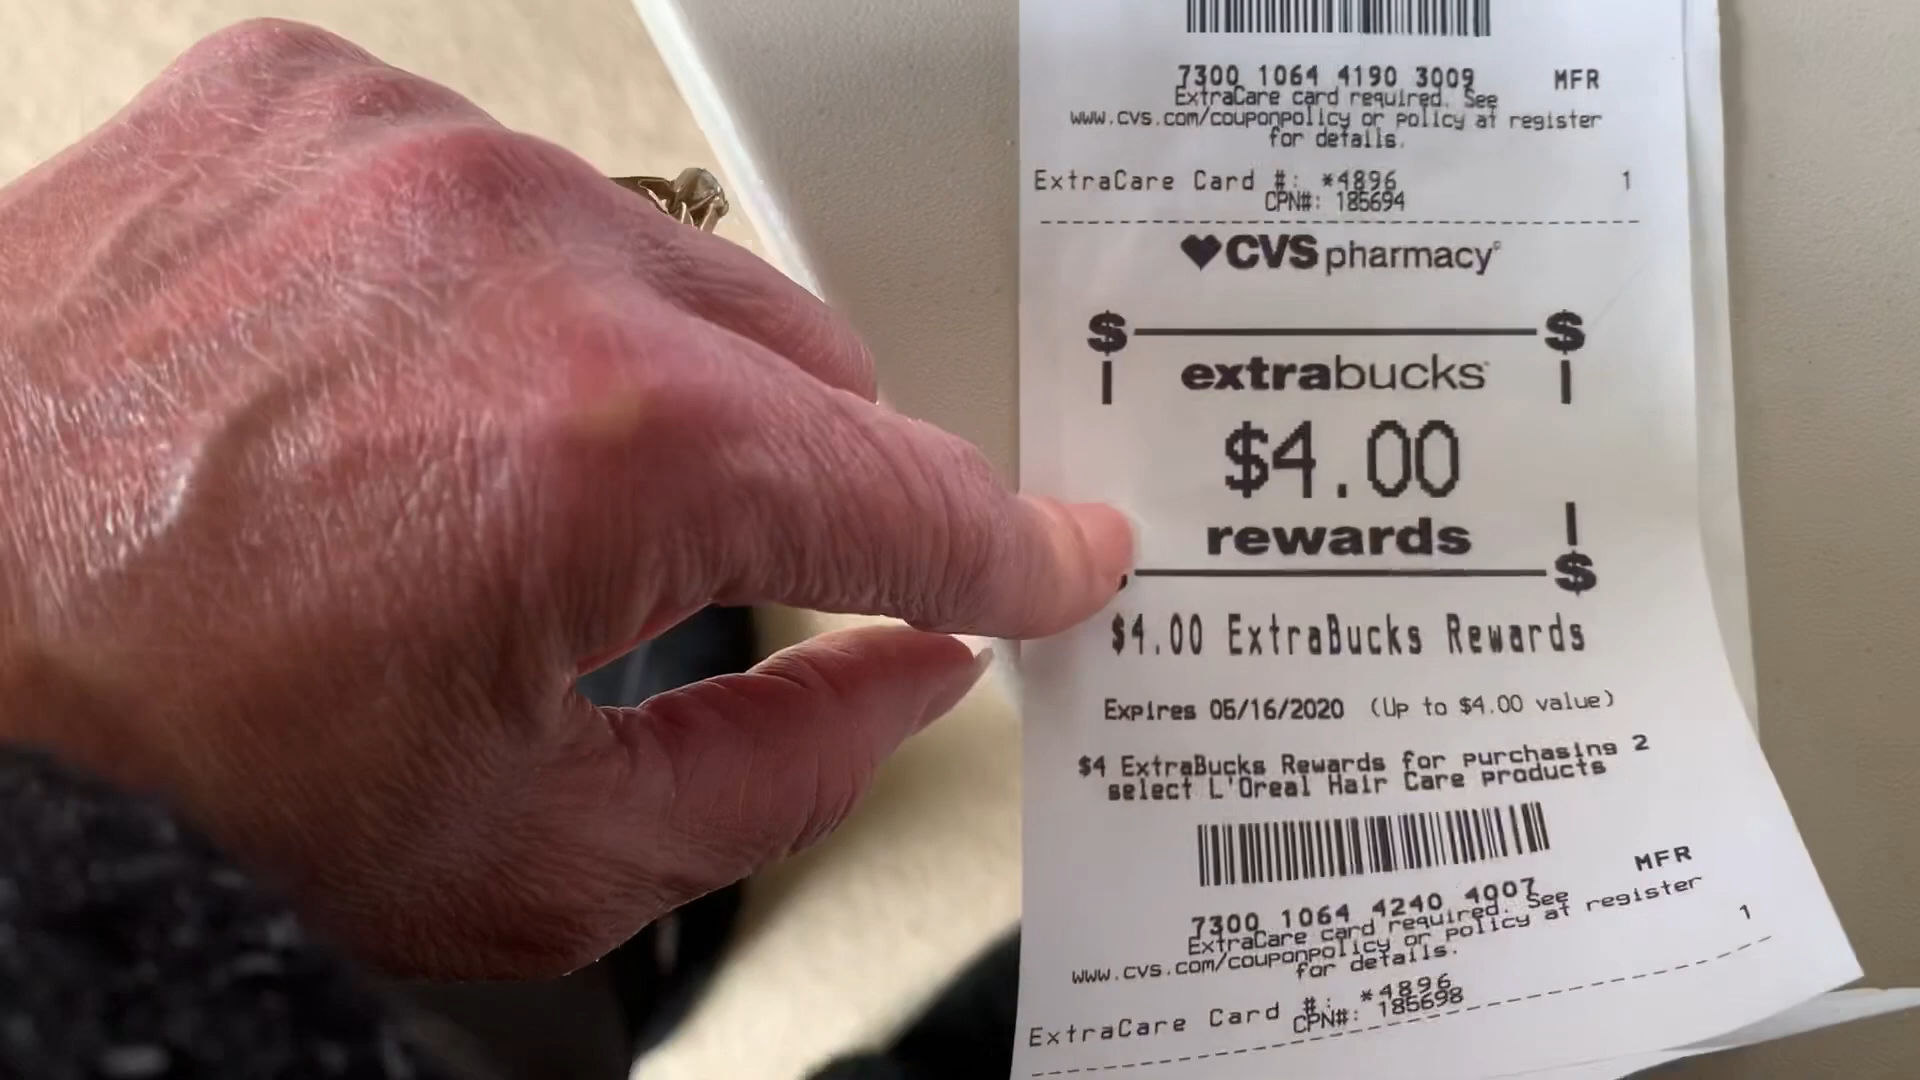 7300 1064 4190 3009 MFR
ExtraCare card required. See
www.cvs.com/couponpolicy or policy at register
for details.
ExtraCare Card #: *4896 1
CPN#: 185694
CVS pharmacy
$ $
extrabucks
$4.00
rewards
$
$4.00 ExtraBucks Rewards
Expires 05/16/2020 (Up to $4.00 value)
$4 ExtraBucks Rewards for purchasing 2
select L'Oreal Hair Care products
MFR
7300 1064 4240 4007
ExtraCare card required. See
www.cvs.com/couponpolicy or policy at register
for details.
1
ExtraCare Card #: *4896
CPN#: 185698